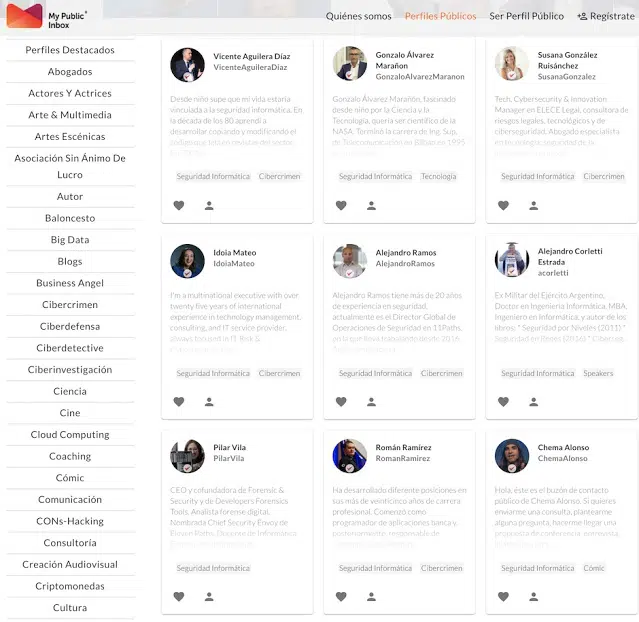 My Public
Inbox
Quiénes somos
Perfiles Públicos
Ser Perfil Público
Regístrate
Perfiles Destacados
Abogados
Actores Y Actrices
Arte & Multimedia
Artes Escénicas
Asociación Sin Ánimo De
Lucro
Autor
Baloncesto
Big Data
Blogs
Business Angel
Cibercrimen
Ciberdefensa
Ciberdetective
Ciberinvestigación
Ciencia
Cine
Cloud Computing
Coaching
Cómic
Comunicación
CONs-Hacking
Consultoría
Creación Audiovisual
Criptomonedas
Cultura
Vicente Aguilera Díaz
VicenteAguileraDiaz
Desde niño supe que mi vida estaría
vinculada a la seguridad informática. En
la década de los 80 aprendí a
desarrollar copiando y modificando el
código que
Seguridad Informática Cibercrimen
Gonzalo Álvarez
Marañon
GonzaloAlvarezMaranon
Gonzalo Álvarez Marañón, fascinado
desde niño por la Ciencia y la
Tecnología, quería ser científico de la
NASA. Terminó la carrera de Ing. Sup.
de Telecomunicación en Bilbao en 1995
Seguridad Informática Tecnología
Susana González
Ruisánchez
SusanaGonzalez
Tech, Cybersecurity & Innovation
Manager en ELECE Legal, consultora de
riesgos legales, tecnológicos y de
ciberseguridad. Abogado especialista
en tecnología, seguridad de la
Seguridad Informática Cibercrimen
Idoia Mateo
IdoiaMateo
I'm a multinational executive with over
twenty five years of international
experience in technology management,
consulting, and IT service provider,
always focused in IT Risk &
Seguridad Informática Cibercrimen
Alejandro Ramos
AlejandroRamos
Alejandro Ramos tiene más de 20 años
de experiencia en seguridad,
actualmente es el Director Global de
Operaciones de Seguridad en 11Paths,
en la que lleva trabajando desde 2016
Seguridad Informática Cibercrimen
Alejandro Corletti
Estrada
acorletti
Ex Militar del Ejército Argentino,
Doctor en Ingeniería Informática, MBA,
Ingeniero en Informática, y autor de los
libros: * Seguridad por Niveles (2011) *
Seguridad en Redes (2016) *
Seguridad Informática Speakers
Pilar Vila
PilarVila
CEO y cofundadora de Forensic &
Security y de Developers Forensics
Tools. Analista forense digital.
Nombrada Chief Security Envoy de
Eleven Paths. Docente de Informática
Seguridad Informática
Román Ramírez
RomanRamirez
Ha desarrollado diferente posiciones en
sus más de veinticinco años de carrera
profesional. Comenzó como
programador de aplicaciones banca y,
posteriormente, responsable de
Seguridad Informática Cibercrimen
Chema Alonso
ChemaAlonso
Hola, éste es el buzón de contacto
público de Chema Alonso. Si quieres
enviarme una consulta, plantearme
alguna pregunta, hacerme llegar una
propuesta de conferencia, entrevista,
Seguridad Informática Cómic